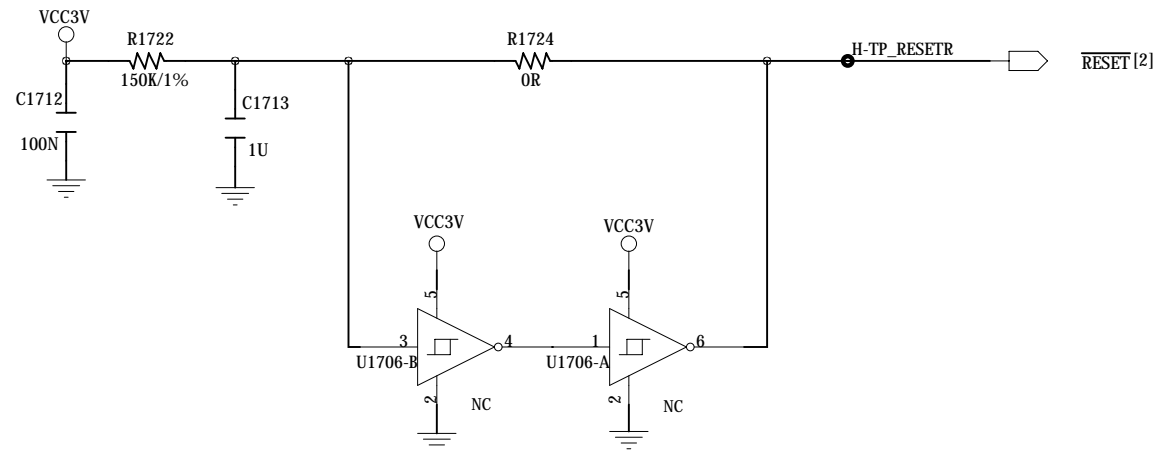 VCC3V
R1722
150K/1%
C1712
100N
C1713
1U
R1724
0R
H-TP_RESETR
RESET [2]
VCC3V
VCC3V
5
5
3
4
1
6
U1706-B
U1706-A
2
NC
2
NC